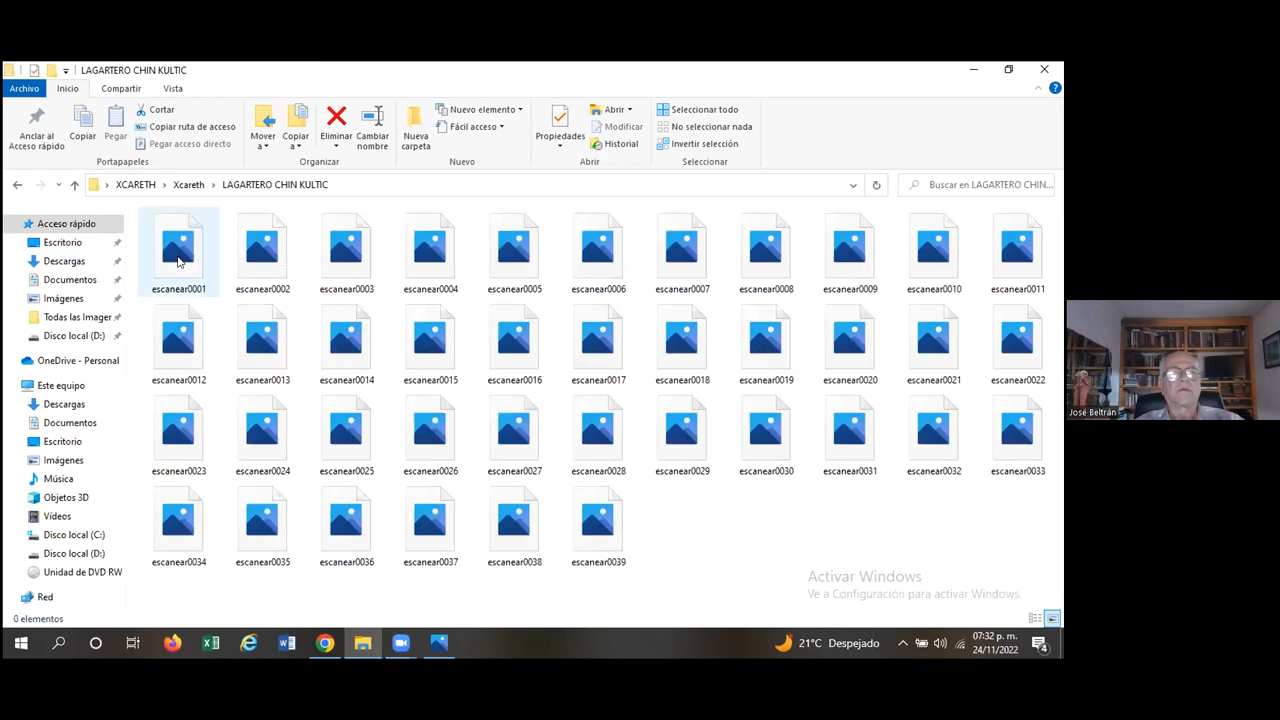 LAGARTERO CHIN KULTIC
Archivo Inicio Compartir Vista
Anclar al Acceso rápido
Copiar
Pegar
Cortar
Copiar ruta de acceso
Pegar acceso directo
Portapapeles
Mover a
Copiar a
Eliminar
Cambiar nombre
Organizar
Nueva carpeta
Nuevo elemento
Fácil acceso
Nuevo
Propiedades
Abrir
Modificar
Historial
Abrir
Seleccionar todo
No seleccionar nada
Invertir selección
Seleccionar
XCARETH › Xcareth › LAGARTERO CHIN KULTIC
Buscar en LAGARTERO CHIN...
Acceso rápido
Escritorio
Descargas
Documentos
Imágenes
Todas las Imager
Disco local (D:)
OneDrive - Personal
Este equipo
Descargas
Documentos
Escritorio
Imágenes
Música
Objetos 3D
Vídeos
Disco local (C:)
Disco local (D:)
Unidad de DVD RW
Red
escanear0001 escanear0002 escanear0003 escanear0004 escanear0005 escanear0006 escanear0007 escanear0008 escanear0009 escanear0010 escanear0011
escanear0012 escanear0013 escanear0014 escanear0015 escanear0016 escanear0017 escanear0018 escanear0019 escanear0020 escanear0021 escanear0022
escanear0023 escanear0024 escanear0025 escanear0026 escanear0027 escanear0028 escanear0029 escanear0030 escanear0031 escanear0032 escanear0033
escanear0034 escanear0035 escanear0036 escanear0037 escanear0038 escanear0039
Activar Windows
Ve a Configuración para activar Windows.
0 elementos
21°C Despejado
07:32 p. m.
24/11/2022
4
José Beltrán